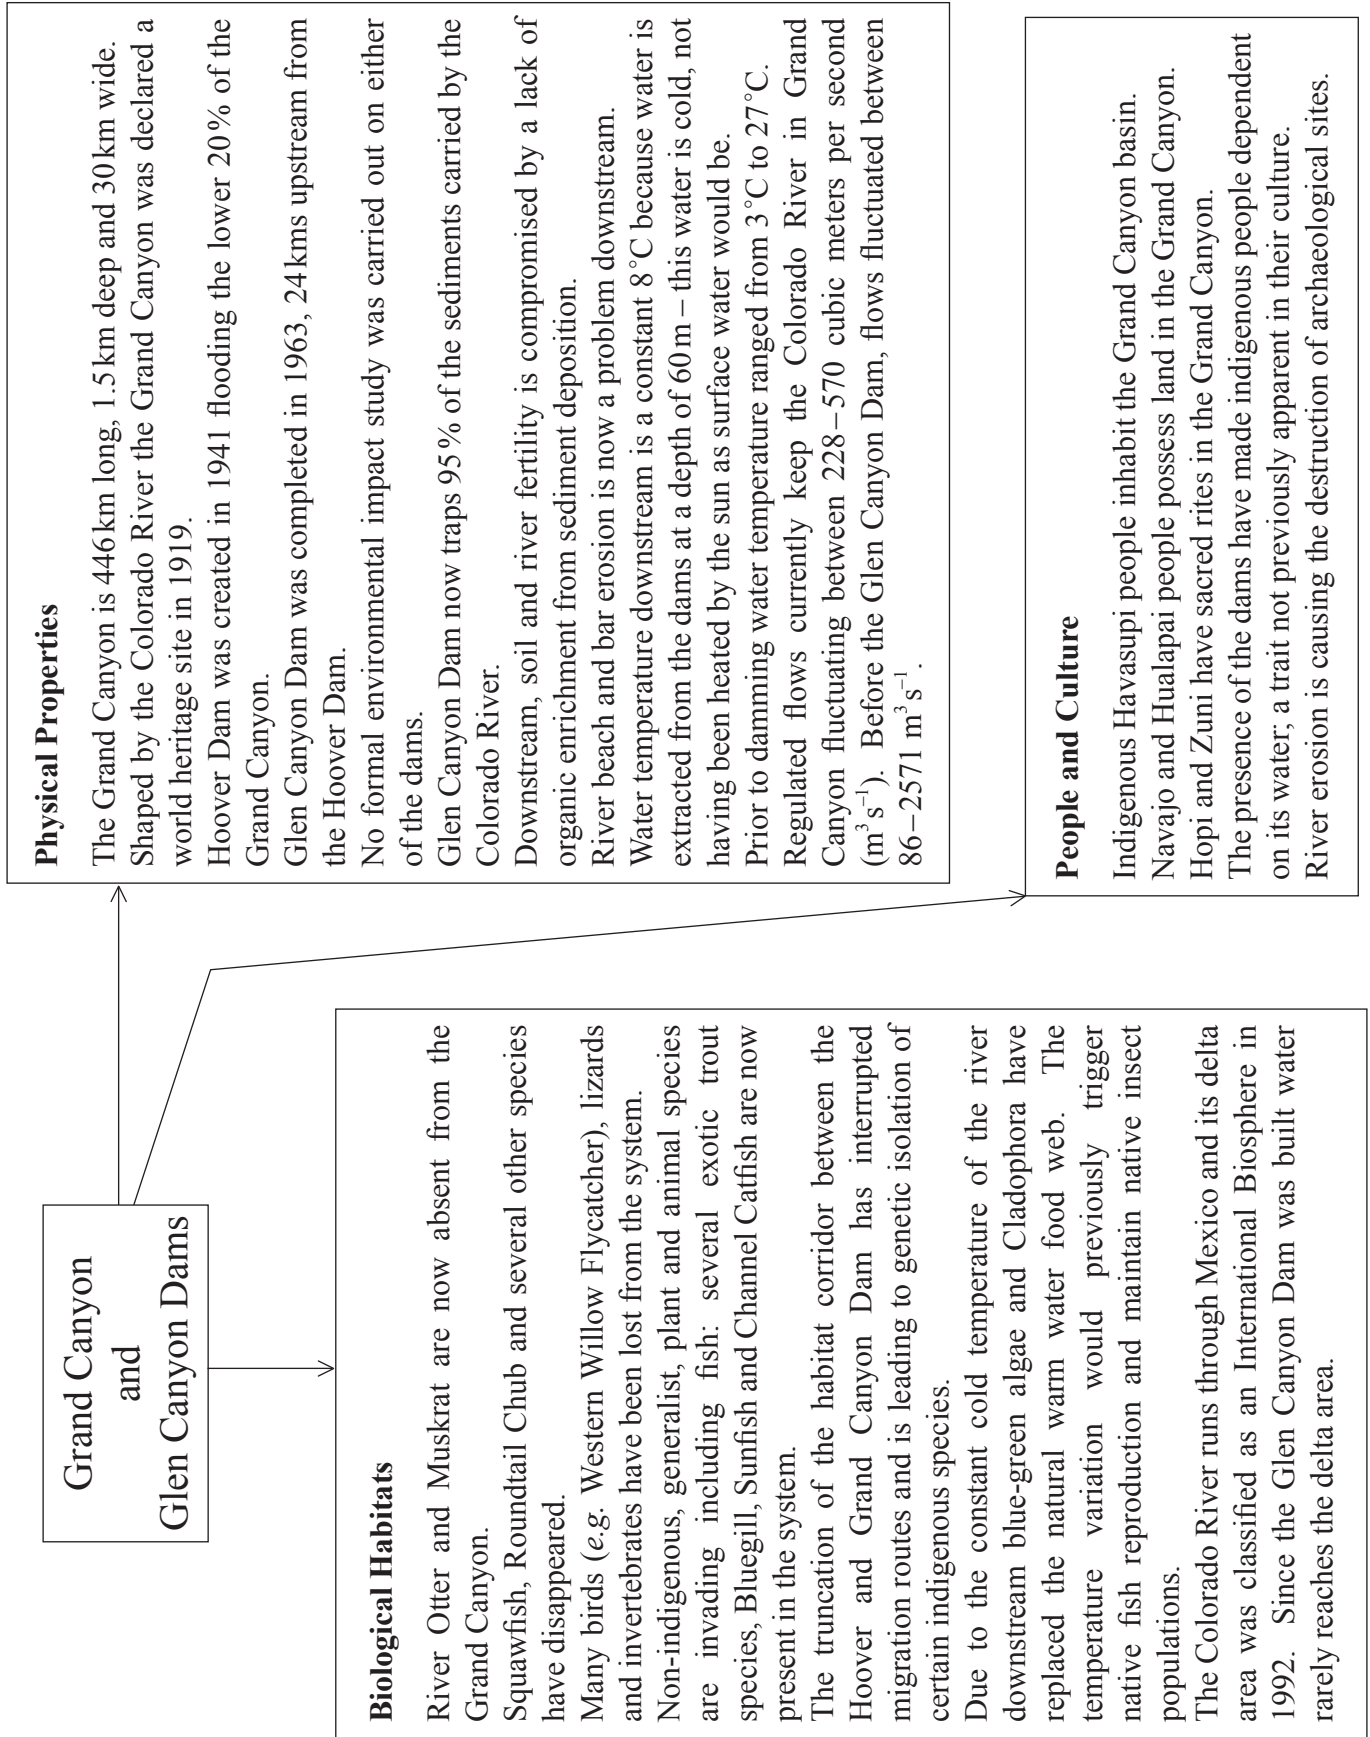 Grand Canyon
and
Glen Canyon Dams
Physical Properties
The Grand Canyon is 446 km long, 1.5 km deep and 30 km wide.
Shaped by the Colorado River the Grand Canyon was declared a
world heritage site in 1919.
Hoover Dam was created in 1941 flooding the lower 20 % of the
Grand Canyon.
Glen Canyon Dam was completed in 1963, 24 kms upstream from
the Hoover Dam.
No formal environmental impact study was carried out on either
of the dams.
Glen Canyon Dam now traps 95 % of the sediments carried by the
Colorado River.
Downstream, soil and river fertility is compromised by a lack of
organic enrichment from sediment deposition.
River beach and bar erosion is now a problem downstream.
Water temperature downstream is a constant 8 °C because water is
extracted from the dams at a depth of 60 m – this water is cold, not
having been heated by the sun as surface water would be.
Prior to damming water temperature ranged from 3 °C to 27 °C.
Regulated flows currently keep the Colorado River in Grand
Canyon fluctuating between 228–570 cubic meters per second
(m³ s⁻¹). Before the Glen Canyon Dam, flows fluctuated between
86–2571 m³ s⁻¹.
Biological Habitats
River Otter and Muskrat are now absent from the
Grand Canyon.
Squawfish, Roundtail Chub and several other species
have disappeared.
Many birds (e.g. Western Willow Flycatcher), lizards
and invertebrates have been lost from the system.
Non-indigenous, generalist, plant and animal species
are invading including fish: several exotic trout
species, Bluegill, Sunfish and Channel Catfish are now
present in the system.
The truncation of the habitat corridor between the
Hoover and Grand Canyon Dam has interrupted
migration routes and is leading to genetic isolation of
certain indigenous species.
Due to the constant cold temperature of the river
downstream blue-green algae and Cladophora have
replaced the natural warm water food web. The
temperature variation would previously trigger
native fish reproduction and maintain native insect
populations.
The Colorado River runs through Mexico and its delta
area was classified as an International Biosphere in
1992. Since the Glen Canyon Dam was built water
rarely reaches the delta area.
People and Culture
Indigenous Havasupi people inhabit the Grand Canyon basin.
Navajo and Hualapai people possess land in the Grand Canyon.
Hopi and Zuni have sacred rites in the Grand Canyon.
The presence of the dams have made indigenous people dependent
on its water; a trait not previously apparent in their culture.
River erosion is causing the destruction of archaeological sites.